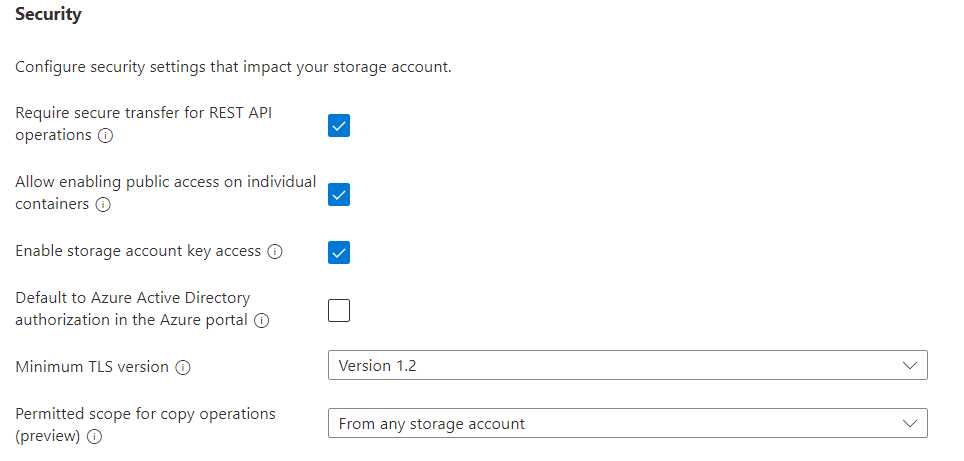 Security
Configure security settings that impact your storage account.
Require secure transfer for REST API
operations
Allow enabling public access on individual
containers
Enable storage account key access
Default to Azure Active Directory
authorization in the Azure portal
Minimum TLS version
Version 1.2
Permitted scope for copy operations
(preview)
From any storage account